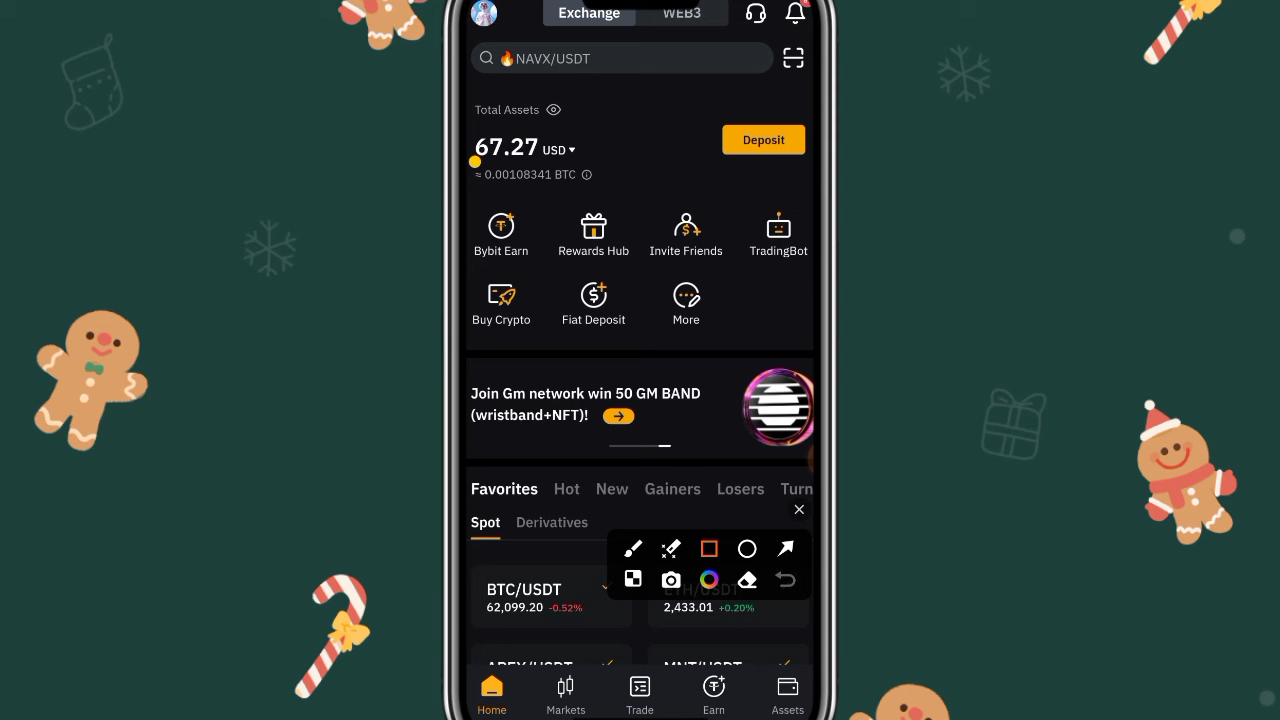 Exchange WEB3
NAVX/USDT
Total Assets
67.27 USD
Deposit
≈ 0.00108341 BTC
Bybit Earn Rewards Hub Invite Friends TradingBot
Buy Crypto Fiat Deposit More
Join Gm network win 50 GM BAND
(wristband+NFT)!
Favorites Hot New Gainers Losers Turn
Spot Derivatives
BTC/USDT ETH/USDT
62,099.20 -0.52% 2,433.01 +0.20%
APEX/USDT MNT/USDT
Home Markets Trade Earn Assets